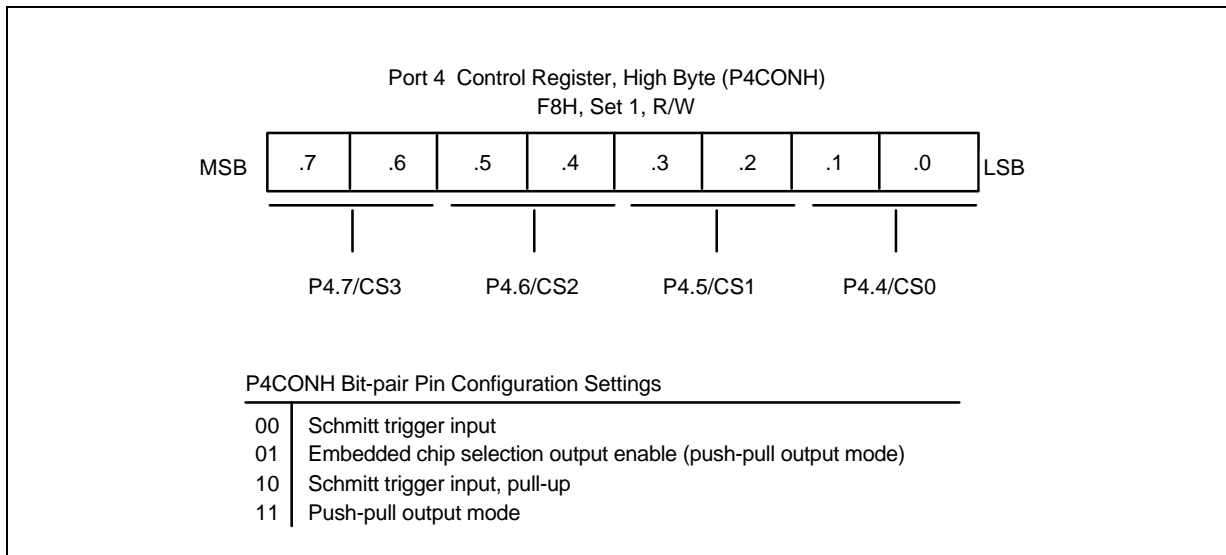 Port 4 Control Register, High Byte (P4CONH)
F8H, Set 1, R/W
MSB .7 .6 .5 .4 .3 .2 .1 .0 LSB
P4.7/CS3 P4.6/CS2 P4.5/CS1 P4.4/CS0
P4CONH Bit-pair Pin Configuration Settings
00 Schmitt trigger input
01 Embedded chip selection output enable (push-pull output mode)
10 Schmitt trigger input, pull-up
11 Push-pull output mode